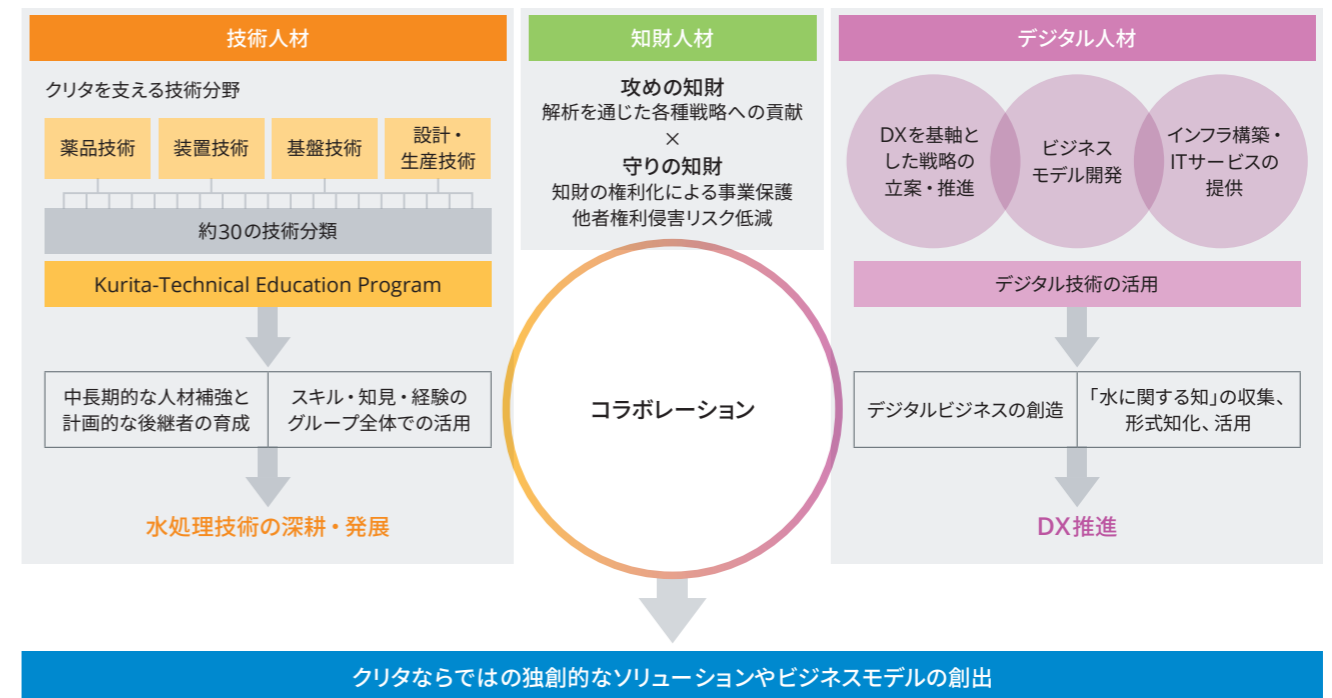 技術人材
クリタを支える技術分野
薬品技術
装置技術
基盤技術
設計・
生産技術
約30の技術分類
Kurita-Technical Education Program
中長期的な人材補強と
計画的な後継者の育成
スキル・知見・経験の
グループ全体での活用
水処理技術の深耕・発展
知財人材
攻めの知財
解析を通じた各種戦略への貢献
×
守りの知財
知財の権利化による事業保護
他者権利侵害リスク低減
コラボレーション
デジタル人材
DXを基軸と
した戦略の
立案・推進
ビジネス
モデル開発
インフラ構築・
ITサービスの
提供
デジタル技術の活用
デジタルビジネスの創造
「水に関する知」の収集、
形式知化、活用
DX推進
クリタならではの独創的なソリューションやビジネスモデルの創出